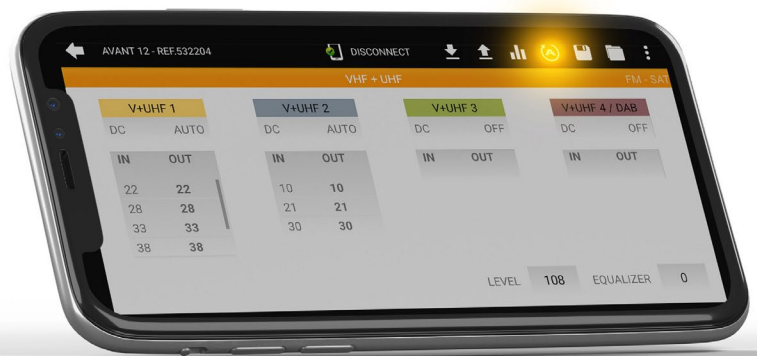 AVANT 12 - REF.532204 DISCONNECT A
VHF + UHF FM - SAT
V+UHF 1 V+UHF 2 V+UHF 3 V+UHF 4 / DAB
DC AUTO DC AUTO DC OFF DC OFF
IN OUT IN OUT IN OUT IN OUT
22 22 10 10
28 28 21 21
33 33 30 30
38 38
LEVEL 108 EQUALIZER 0